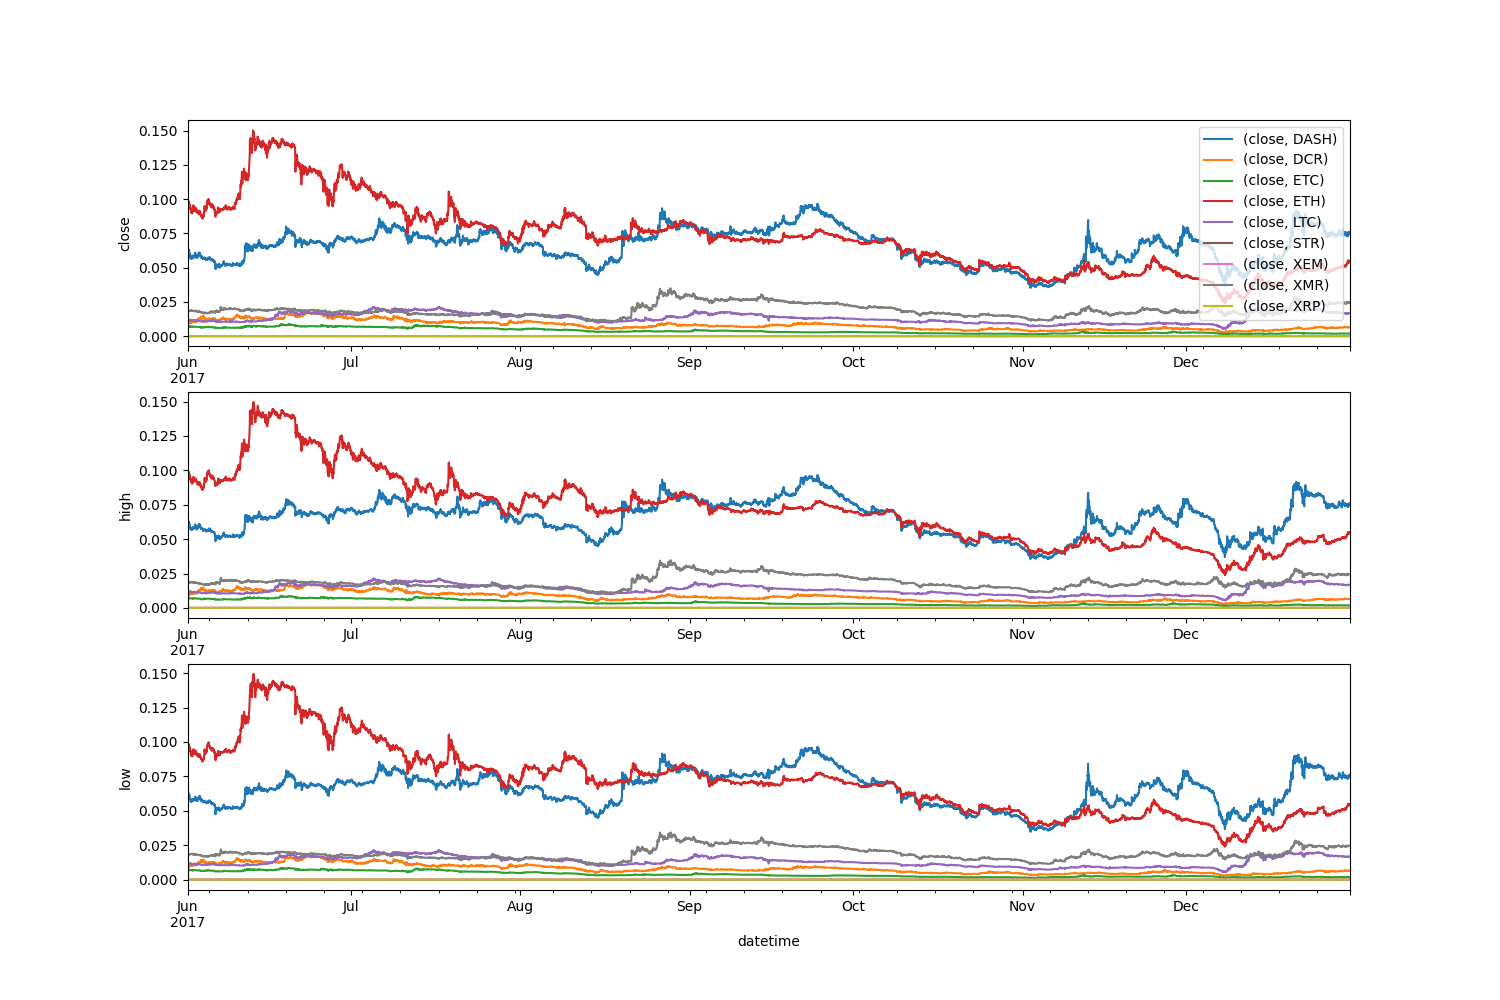 close
0.150
0.125
0.100
0.075
0.050
0.025
0.000
(close, DASH)
(close, DCR)
(close, ETC)
(close, ETH)
(close, LTC)
(close, STR)
(close, XEM)
(close, XMR)
(close, XRP)
Jun Jul Aug Sep Oct Nov Dec
2017
high
0.150
0.125
0.100
0.075
0.050
0.025
0.000
Jun Jul Aug Sep Oct Nov Dec
2017
low
0.150
0.125
0.100
0.075
0.050
0.025
0.000
Jun Jul Aug Sep Oct Nov Dec
2017
datetime